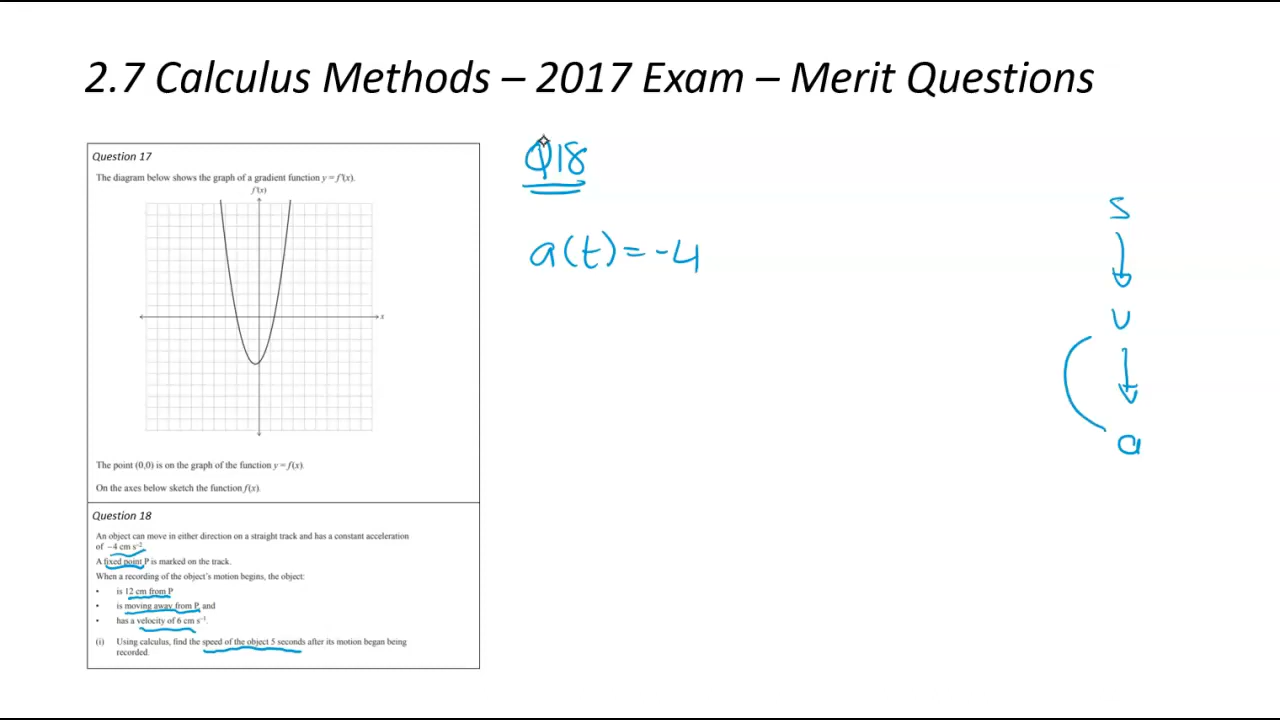 2.7 Calculus Methods – 2017 Exam – Merit Questions
Question 17
The diagram below shows the graph of a gradient function y = f′(x).
f′(x)
x
The point (0,0) is on the graph of the function y = f(x).
On the axes below sketch the function f(x).
Question 18
An object can move in either direction on a straight track and has a constant acceleration
of −4 cm s⁻².
A fixed point P is marked on the track.
When a recording of the object's motion begins, the object:
• is 12 cm from P
• is moving away from P, and
• has a velocity of 6 cm s⁻¹.
(i) Using calculus, find the speed of the object 5 seconds after its motion began being
recorded.
Q18
a(t) = -4
s
v
a